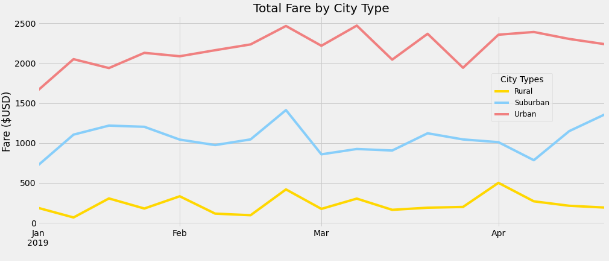 Total Fare by City Type
Fare ($USD)
2500
2000
1500
1000
500
0
City Types
Rural
Suburban
Urban
Jan Feb Mar Apr
2019